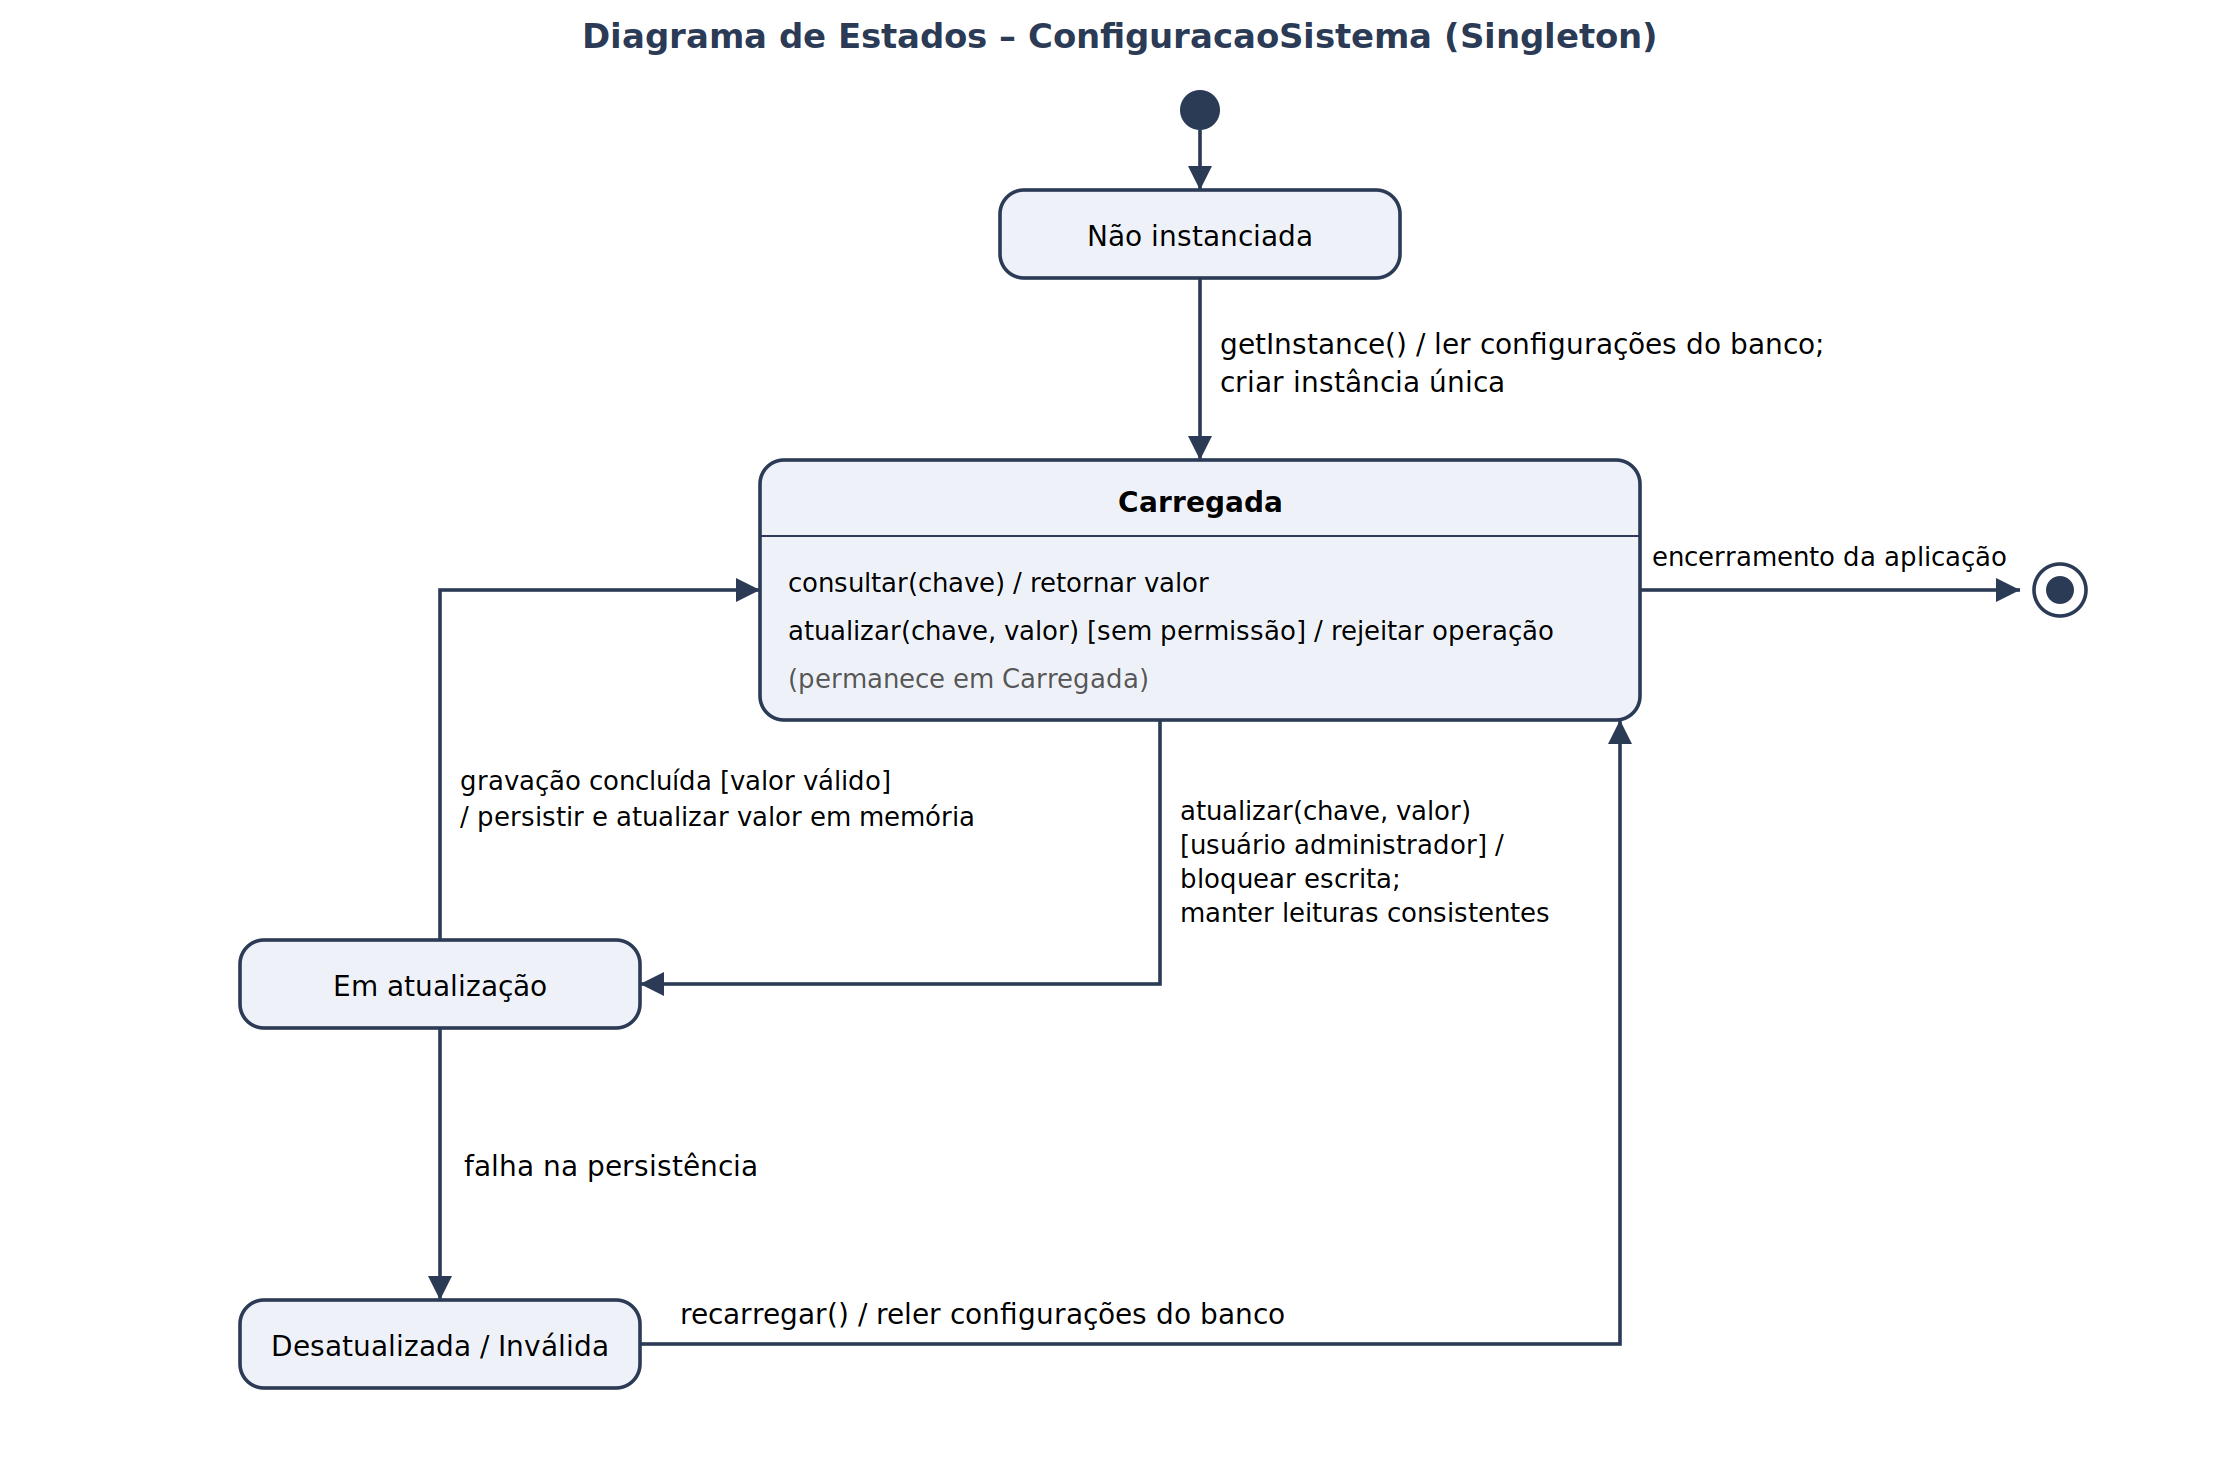 Diagrama de Estados – ConfiguracaoSistema (Singleton)
Não instanciada
getInstance() / ler configurações do banco;
criar instância única
Carregada
consultar(chave) / retornar valor
atualizar(chave, valor) [sem permissão] / rejeitar operação
(permanece em Carregada)
encerramento da aplicação
gravação concluída [valor válido]
/ persistir e atualizar valor em memória
atualizar(chave, valor)
[usuário administrador] /
bloquear escrita;
manter leituras consistentes
Em atualização
falha na persistência
Desatualizada / Inválida
recarregar() / reler configurações do banco